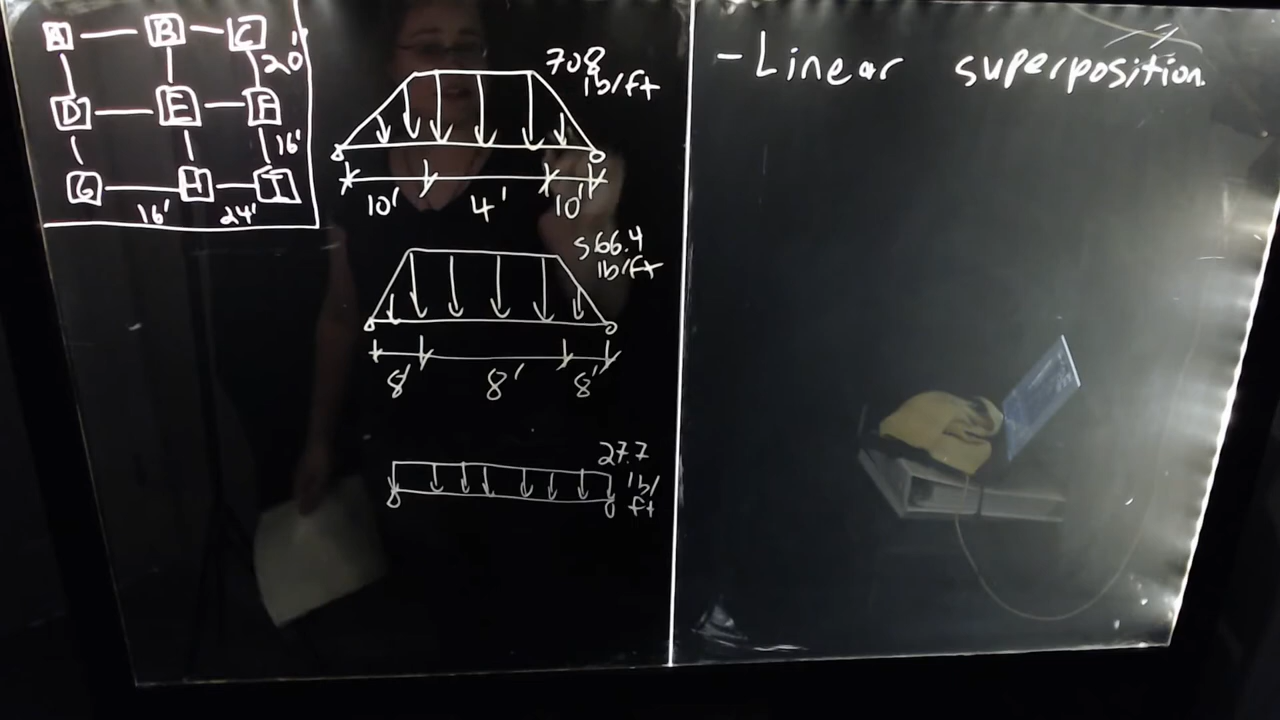 A B C
20'
D E F
16'
G H I
16' 24'
708
lb/ft
10' 4' 10'
566.4
lb/ft
8' 8' 8'
27.7
lb/
ft
- Linear superposition